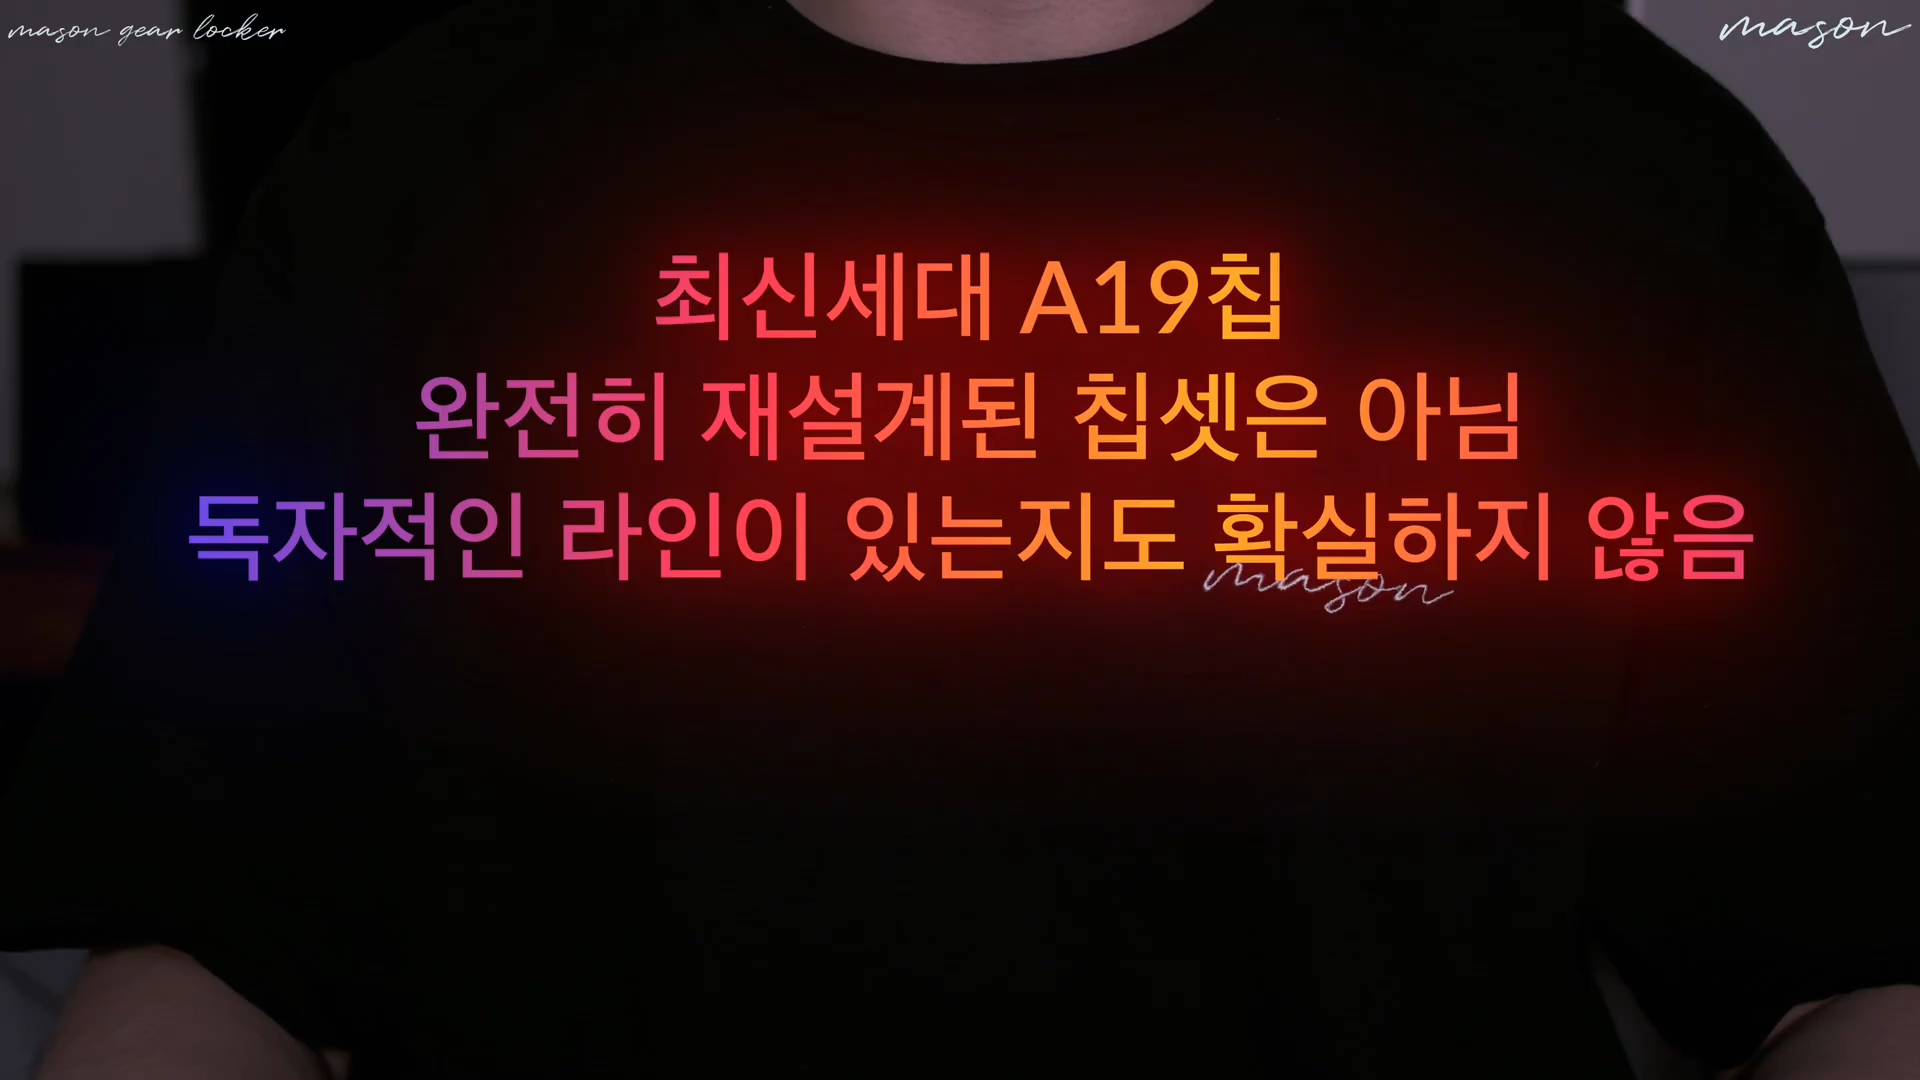 mason gear locker
mason
최신세대 A19칩
완전히 재설계된 칩셋은 아님
독자적인 라인이 있는지도 확실하지 않음
mason